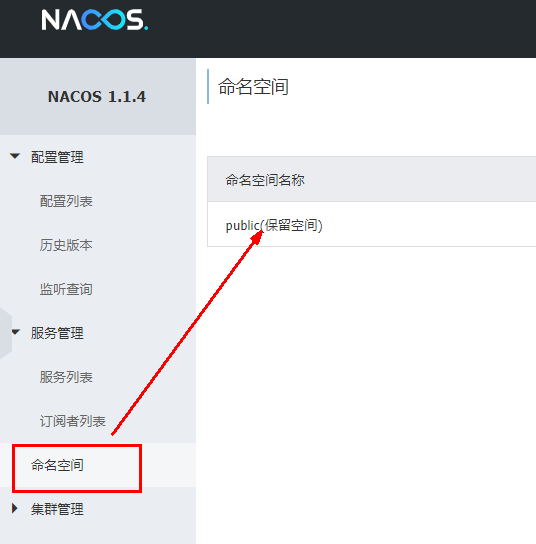 NACOS.
NACOS 1.1.4
配置管理
配置列表
历史版本
监听查询
服务管理
服务列表
订阅者列表
命名空间
集群管理
命名空间
命名空间名称
public(保留空间)